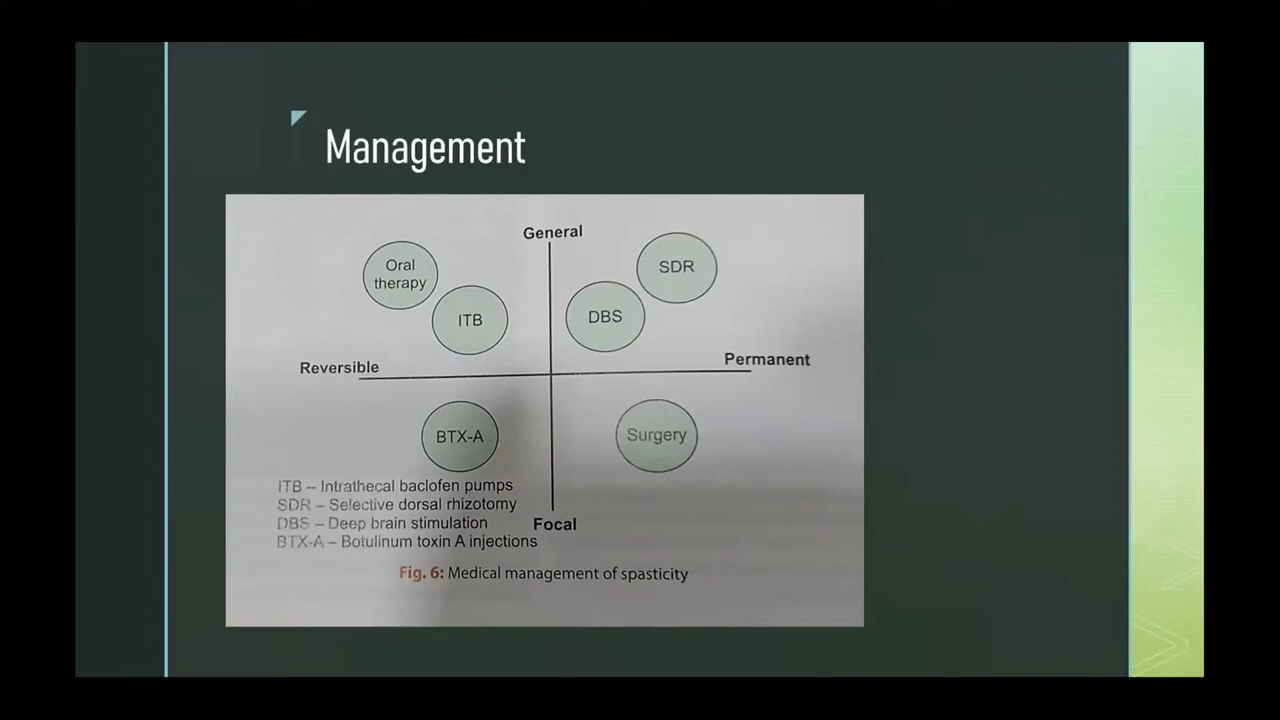 Management
General
Oral
therapy
SDR
ITB
DBS
Reversible
Permanent
BTX-A
Surgery
ITB – Intrathecal baclofen pumps
SDR – Selective dorsal rhizotomy
DBS – Deep brain stimulation
Focal
BTX-A – Botulinum toxin A injections
Fig. 6: Medical management of spasticity